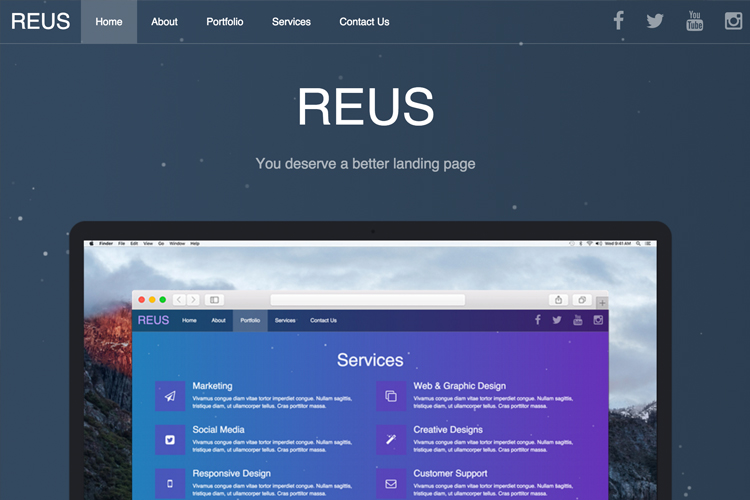 REUS Home About Portfolio Services Contact Us You Tube
REUS
You deserve a better landing page
Finder File Edit View Go Window Help Wed 9:41 AM
REUS Home About Portfolio Services Contact Us You Tube
Services
Marketing
Vivamus congue diam vitae tortor imperdiet congue. Nullam sagittis,
tristique diam, ut ullamcorper tellus. Cras porttitor massa.
Web & Graphic Design
Vivamus congue diam vitae tortor imperdiet congue. Nullam sagittis,
tristique diam, ut ullamcorper tellus. Cras porttitor massa.
Social Media
Vivamus congue diam vitae tortor imperdiet congue. Nullam sagittis,
tristique diam, ut ullamcorper tellus. Cras porttitor massa.
Creative Designs
Vivamus congue diam vitae tortor imperdiet congue. Nullam sagittis,
tristique diam, ut ullamcorper tellus. Cras porttitor massa.
Responsive Design
Vivamus congue diam vitae tortor imperdiet congue. Nullam sagittis,
tristique diam, ut ullamcorper tellus. Cras porttitor massa.
Customer Support
Vivamus congue diam vitae tortor imperdiet congue. Nullam sagittis,
tristique diam, ut ullamcorper tellus. Cras porttitor massa.